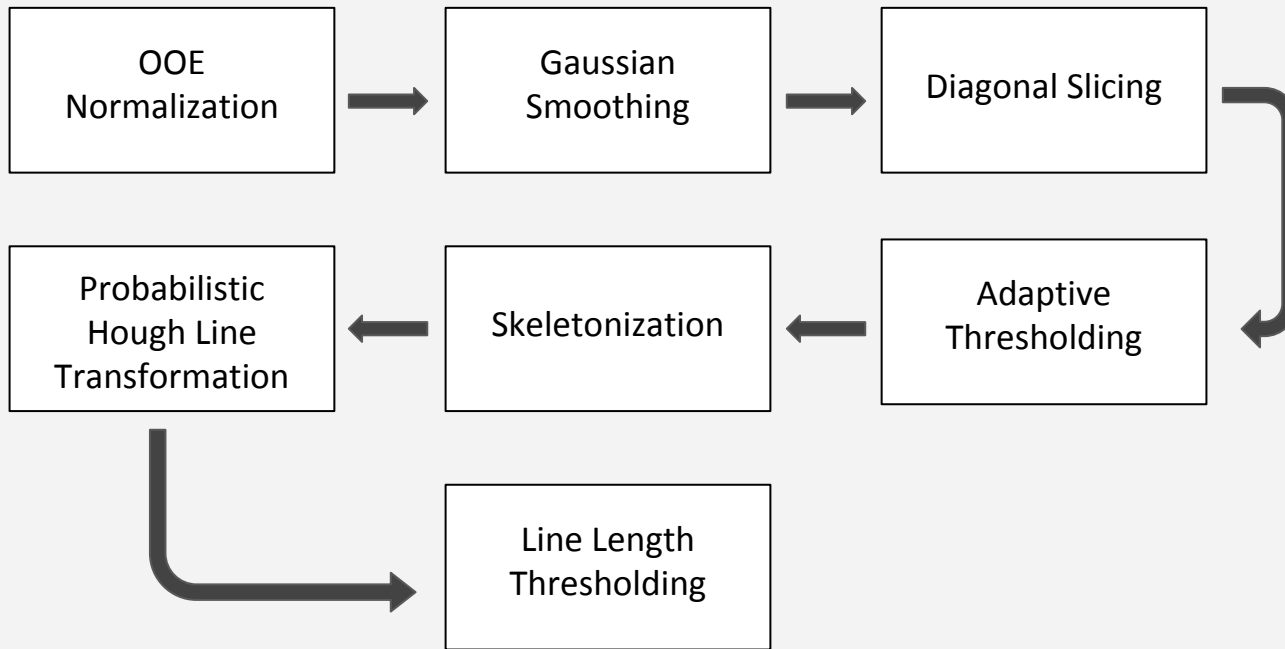 OOE
Normalization
Gaussian
Smoothing
Diagonal Slicing
Adaptive
Thresholding
Skeletonization
Probabilistic
Hough Line
Transformation
Line Length
Thresholding